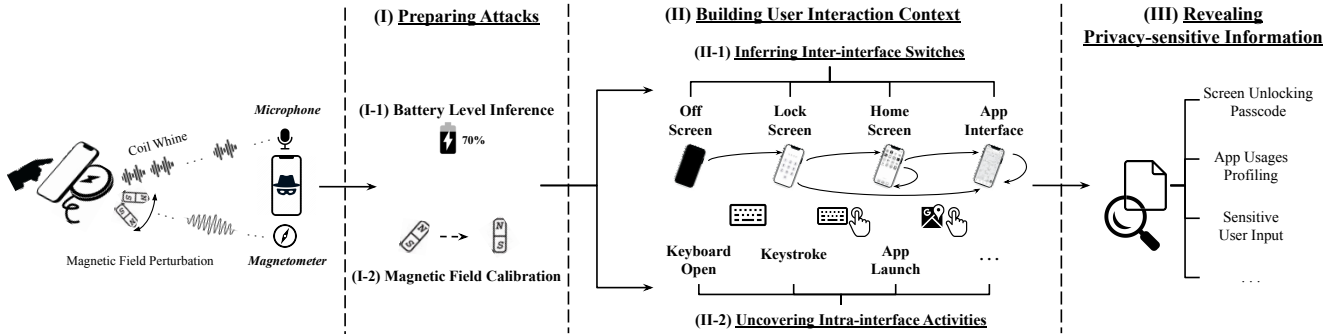 (I) Preparing Attacks
(II) Building User Interaction Context
(III) Revealing
Privacy-sensitive Information
Coil Whine
Microphone
Magnetometer
Magnetic Field Perturbation
S N
S N
(I-1) Battery Level Inference
70%
S N
N
S
(I-2) Magnetic Field Calibration
(II-1) Inferring Inter-interface Switches
Off
Screen
Lock
Screen
Home
Screen
App
Interface
G
Keyboard
Open
Keystroke
App
Launch
...
(II-2) Uncovering Intra-interface Activities
Screen Unlocking
Passcode
App Usages
Profiling
Sensitive
User Input
...